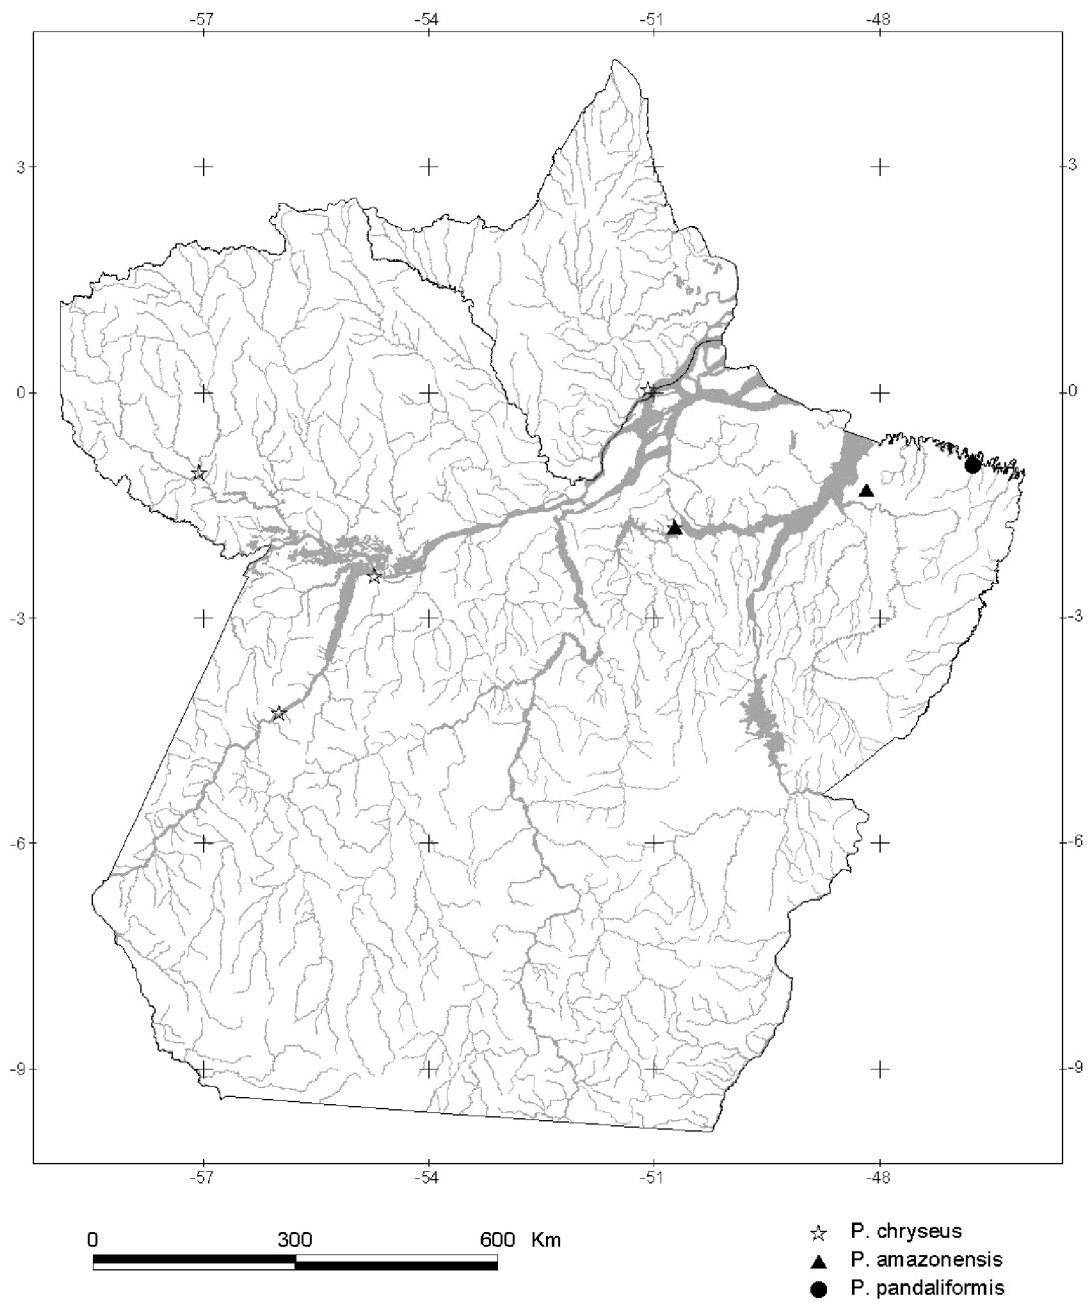 -57 -54 -51 -48
3 3
0 0
-3 -3
-6 -6
-9 -9
-57 -54 -51 -48
0 300 600 Km
P. chryseus
P. amazonensis
P. pandaliformis